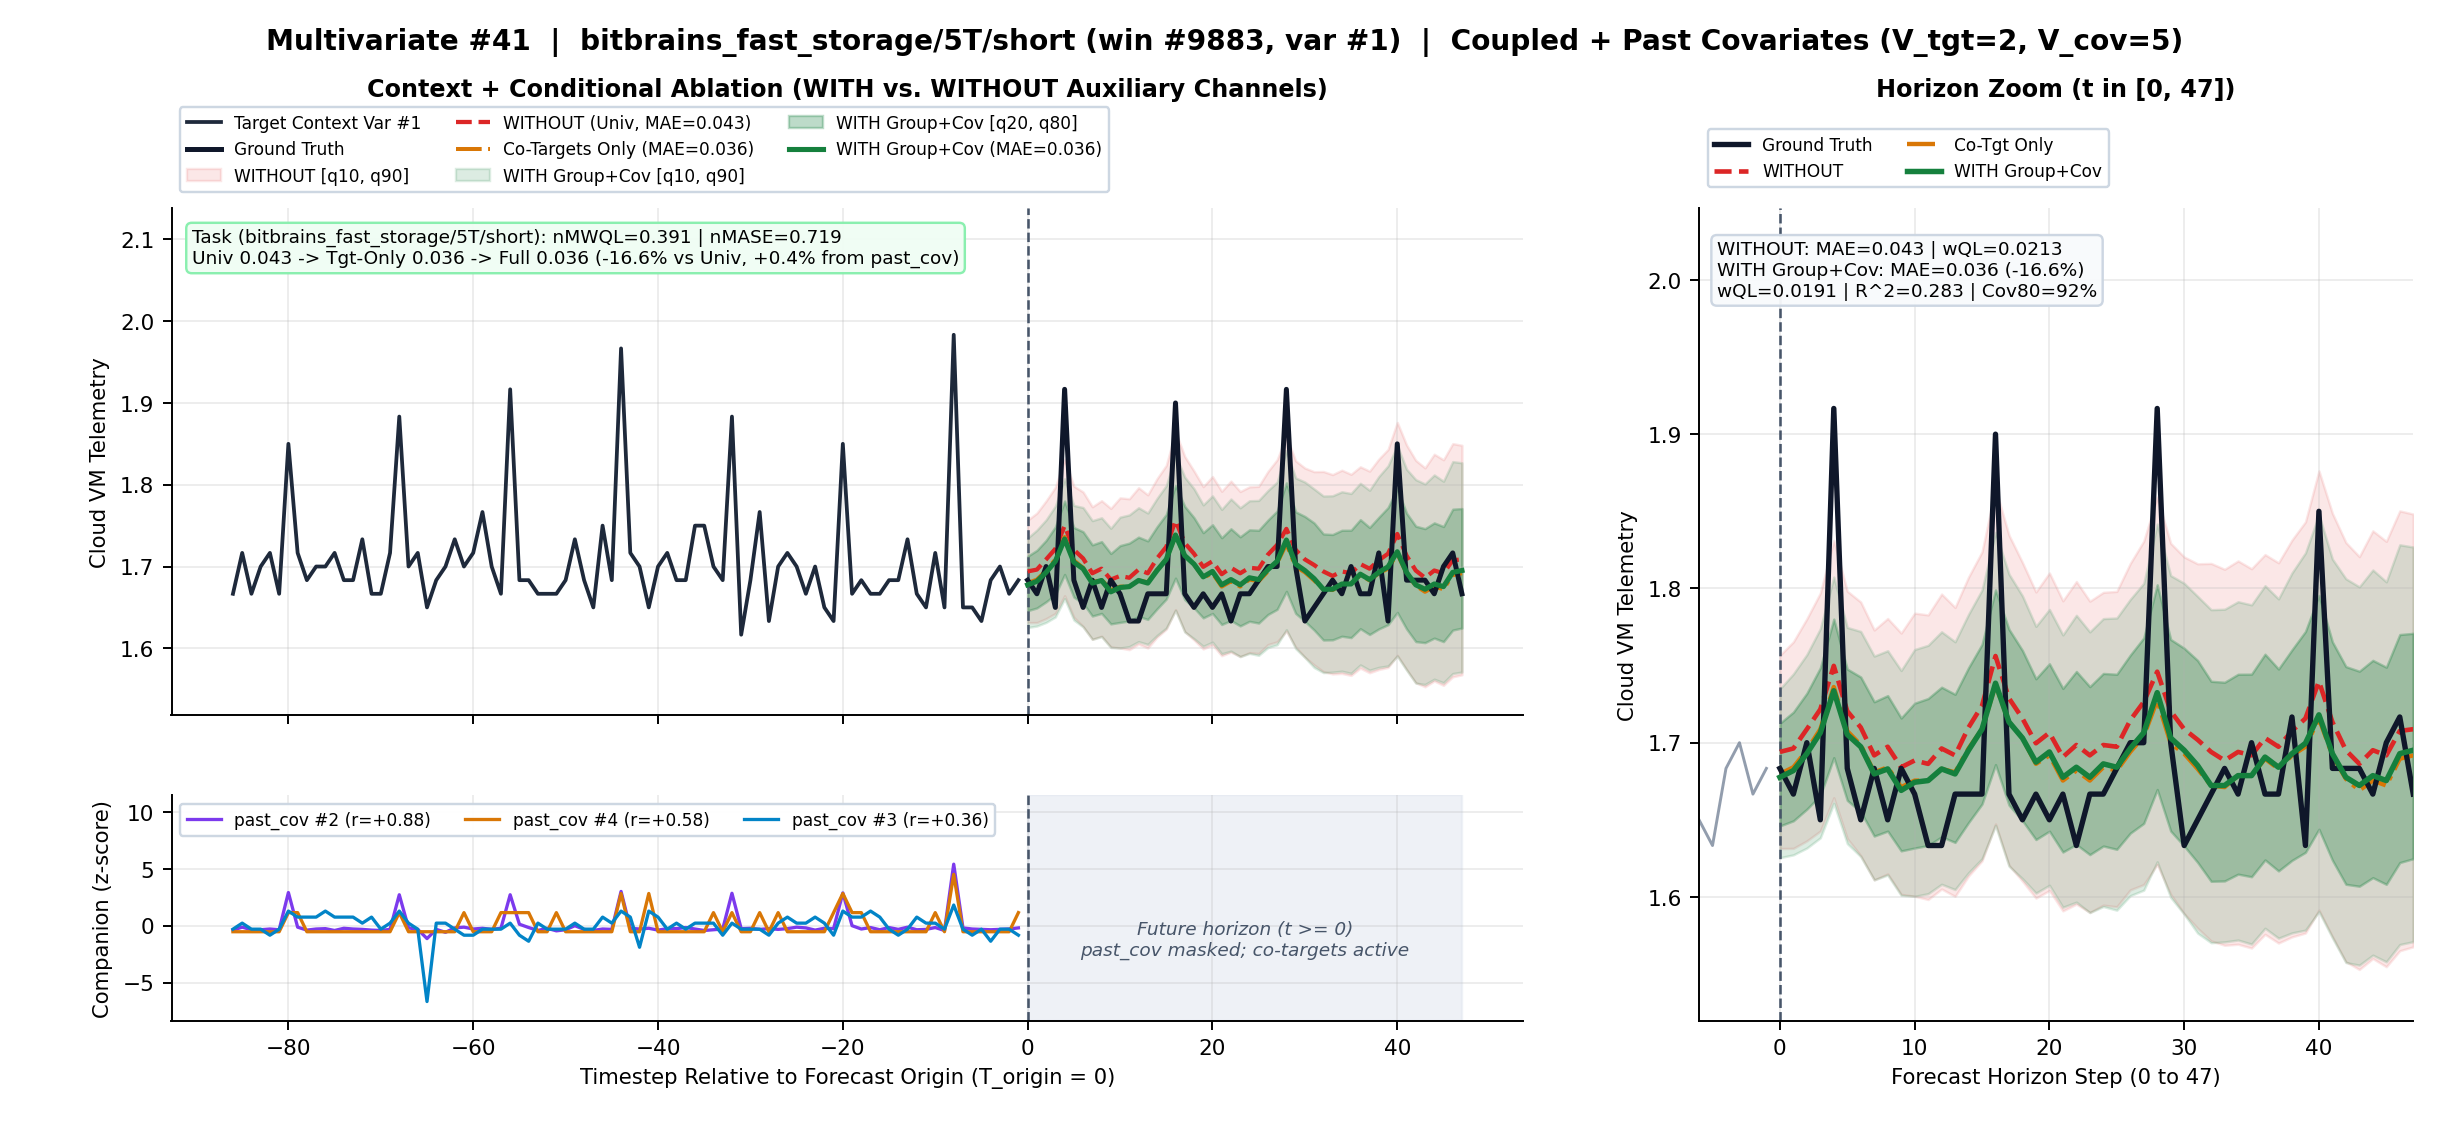 Multivariate #41 | bitbrains_fast_storage/5T/short (win #9883, var #1) | Coupled + Past Covariates (V_tgt=2, V_cov=5)
Context + Conditional Ablation (WITH vs. WITHOUT Auxiliary Channels)
Target Context Var #1
Ground Truth
WITHOUT [q10, q90]
WITHOUT (Univ, MAE=0.043)
Co-Targets Only (MAE=0.036)
WITH Group+Cov [q10, q90]
WITH Group+Cov [q20, q80]
WITH Group+Cov (MAE=0.036)
Task (bitbrains_fast_storage/5T/short): nMWQL=0.391 | nMASE=0.719
Univ 0.043 -> Tgt-Only 0.036 -> Full 0.036 (-16.6% vs Univ, +0.4% from past_cov)
Cloud VM Telemetry
2.1
2.0
1.9
1.8
1.7
1.6
past_cov #2 (r=+0.88)
past_cov #4 (r=+0.58)
past_cov #3 (r=+0.36)
Future horizon (t >= 0)
past_cov masked; co-targets active
Companion (z-score)
10
5
0
−5
−80
−60
−40
−20
0
20
40
Timestep Relative to Forecast Origin (T_origin = 0)
Horizon Zoom (t in [0, 47])
Ground Truth
WITHOUT
Co-Tgt Only
WITH Group+Cov
WITHOUT: MAE=0.043 | wQL=0.0213
WITH Group+Cov: MAE=0.036 (-16.6%)
wQL=0.0191 | R^2=0.283 | Cov80=92%
Cloud VM Telemetry
2.0
1.9
1.8
1.7
1.6
0
10
20
30
40
Forecast Horizon Step (0 to 47)